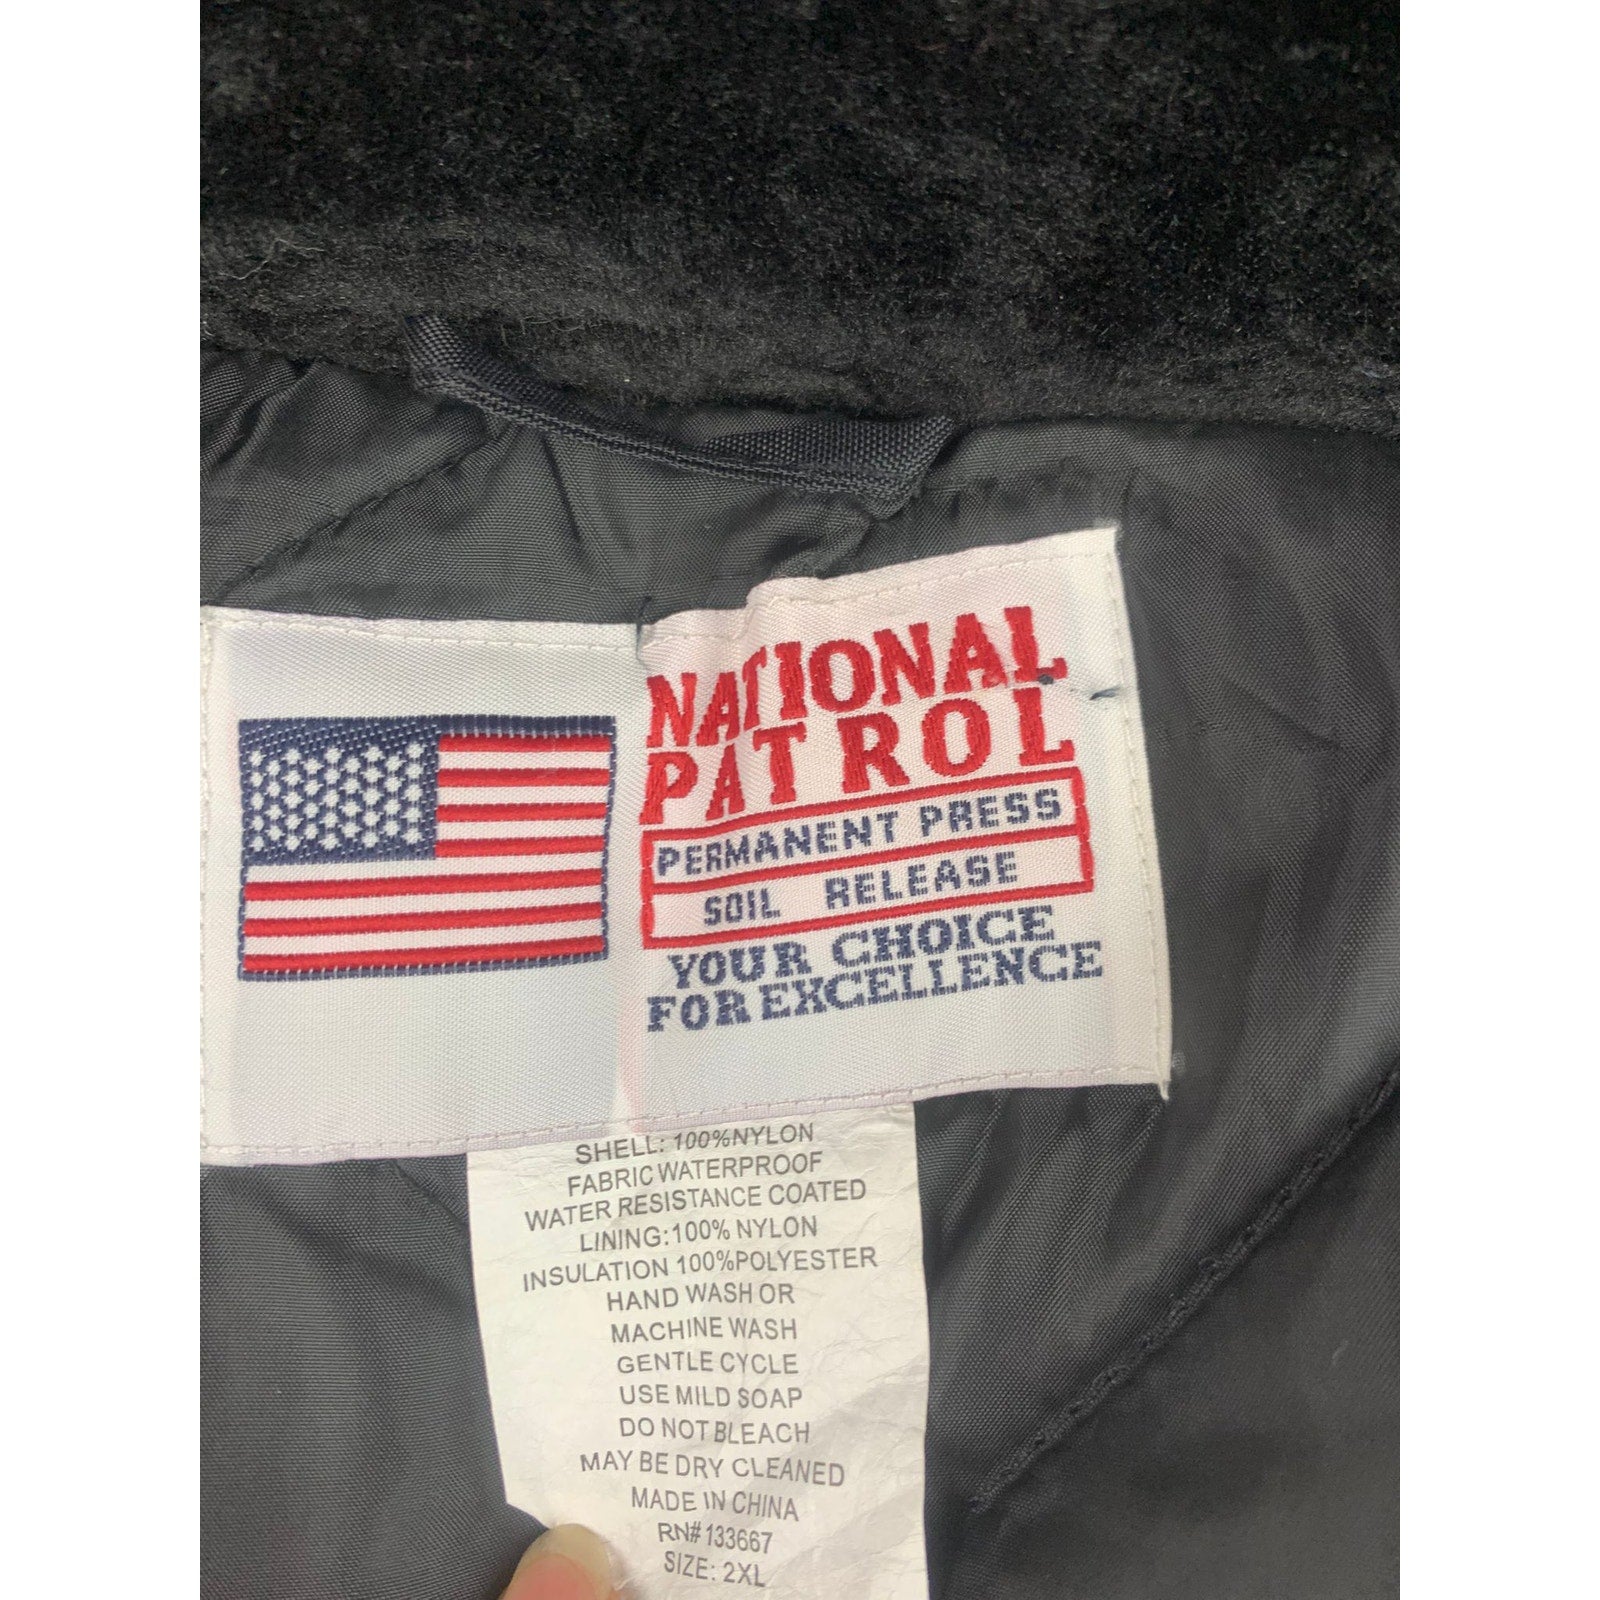 NATIONAL
PATROL
PERMANENT PRESS
SOIL RELEASE
YOUR CHOICE
FOR EXCELLENCE
SHELL: 100%NYLON
FABRIC WATERPROOF
WATER RESISTANCE COATED
LINING:100% NYLON
INSULATION 100%POLYESTER
HAND WASH OR
MACHINE WASH
GENTLE CYCLE
USE MILD SOAP
DO NOT BLEACH
MAY BE DRY CLEANED
MADE IN CHINA
RN# 133667
SIZE: 2XL